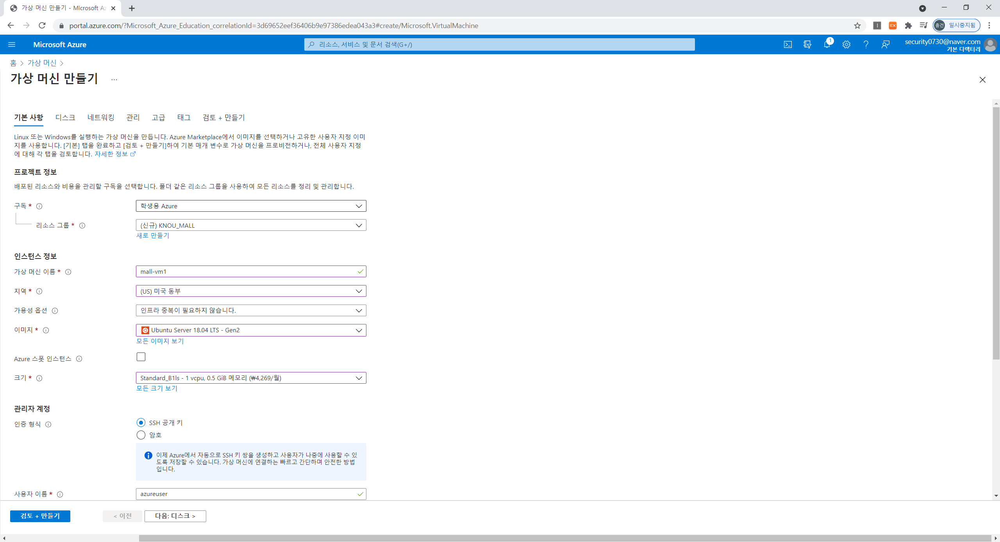 가상 머신 만들기 - Microsoft Az
portal.azure.com/?Microsoft_Azure_Education_correlationId=3d69652eef36406b9e97386edea043a3#create/Microsoft.VirtualMachine
EX
충건 일시중지됨
Microsoft Azure
리소스, 서비스 및 문서 검색(G+/)
1
security0730@naver.com
기본 디렉터리
홈 > 가상 머신 >
가상 머신 만들기 ...
기본 사항 디스크 네트워킹 관리 고급 태그 검토 + 만들기
Linux 또는 Windows를 실행하는 가상 머신을 만듭니다. Azure Marketplace에서 이미지를 선택하거나 고유한 사용자 지정 이미
지를 사용합니다. [기본] 탭을 완료하고 [검토 + 만들기]하여 기본 매개 변수로 가상 머신을 프로비전하거나, 전체 사용자 지정
에 대해 각 탭을 검토합니다. 자세한 정보
프로젝트 정보
배포된 리소스와 비용을 관리할 구독을 선택합니다. 폴더 같은 리소스 그룹을 사용하여 모든 리소스를 정리 및 관리합니다.
구독 * 학생용 Azure
리소스 그룹 * (신규) KNOU_MALL
새로 만들기
인스턴스 정보
가상 머신 이름 * mall-vm1
지역 * (US) 미국 동부
가용성 옵션 인프라 중복이 필요하지 않습니다.
이미지 * Ubuntu Server 18.04 LTS - Gen2
모든 이미지 보기
Azure 스폿 인스턴스
크기 * Standard_B1ls - 1 vcpu, 0.5 GiB 메모리 (₩4,269/월)
모든 크기 보기
관리자 계정
인증 형식 SSH 공개 키
암호
이제 Azure에서 자동으로 SSH 키 쌍을 생성하고 사용자가 나중에 사용할 수 있
도록 저장할 수 있습니다. 가상 머신에 연결하는 빠르고 간단하며 안전한 방법
입니다.
사용자 이름 * azureuser
검토 + 만들기 < 이전 다음: 디스크 >